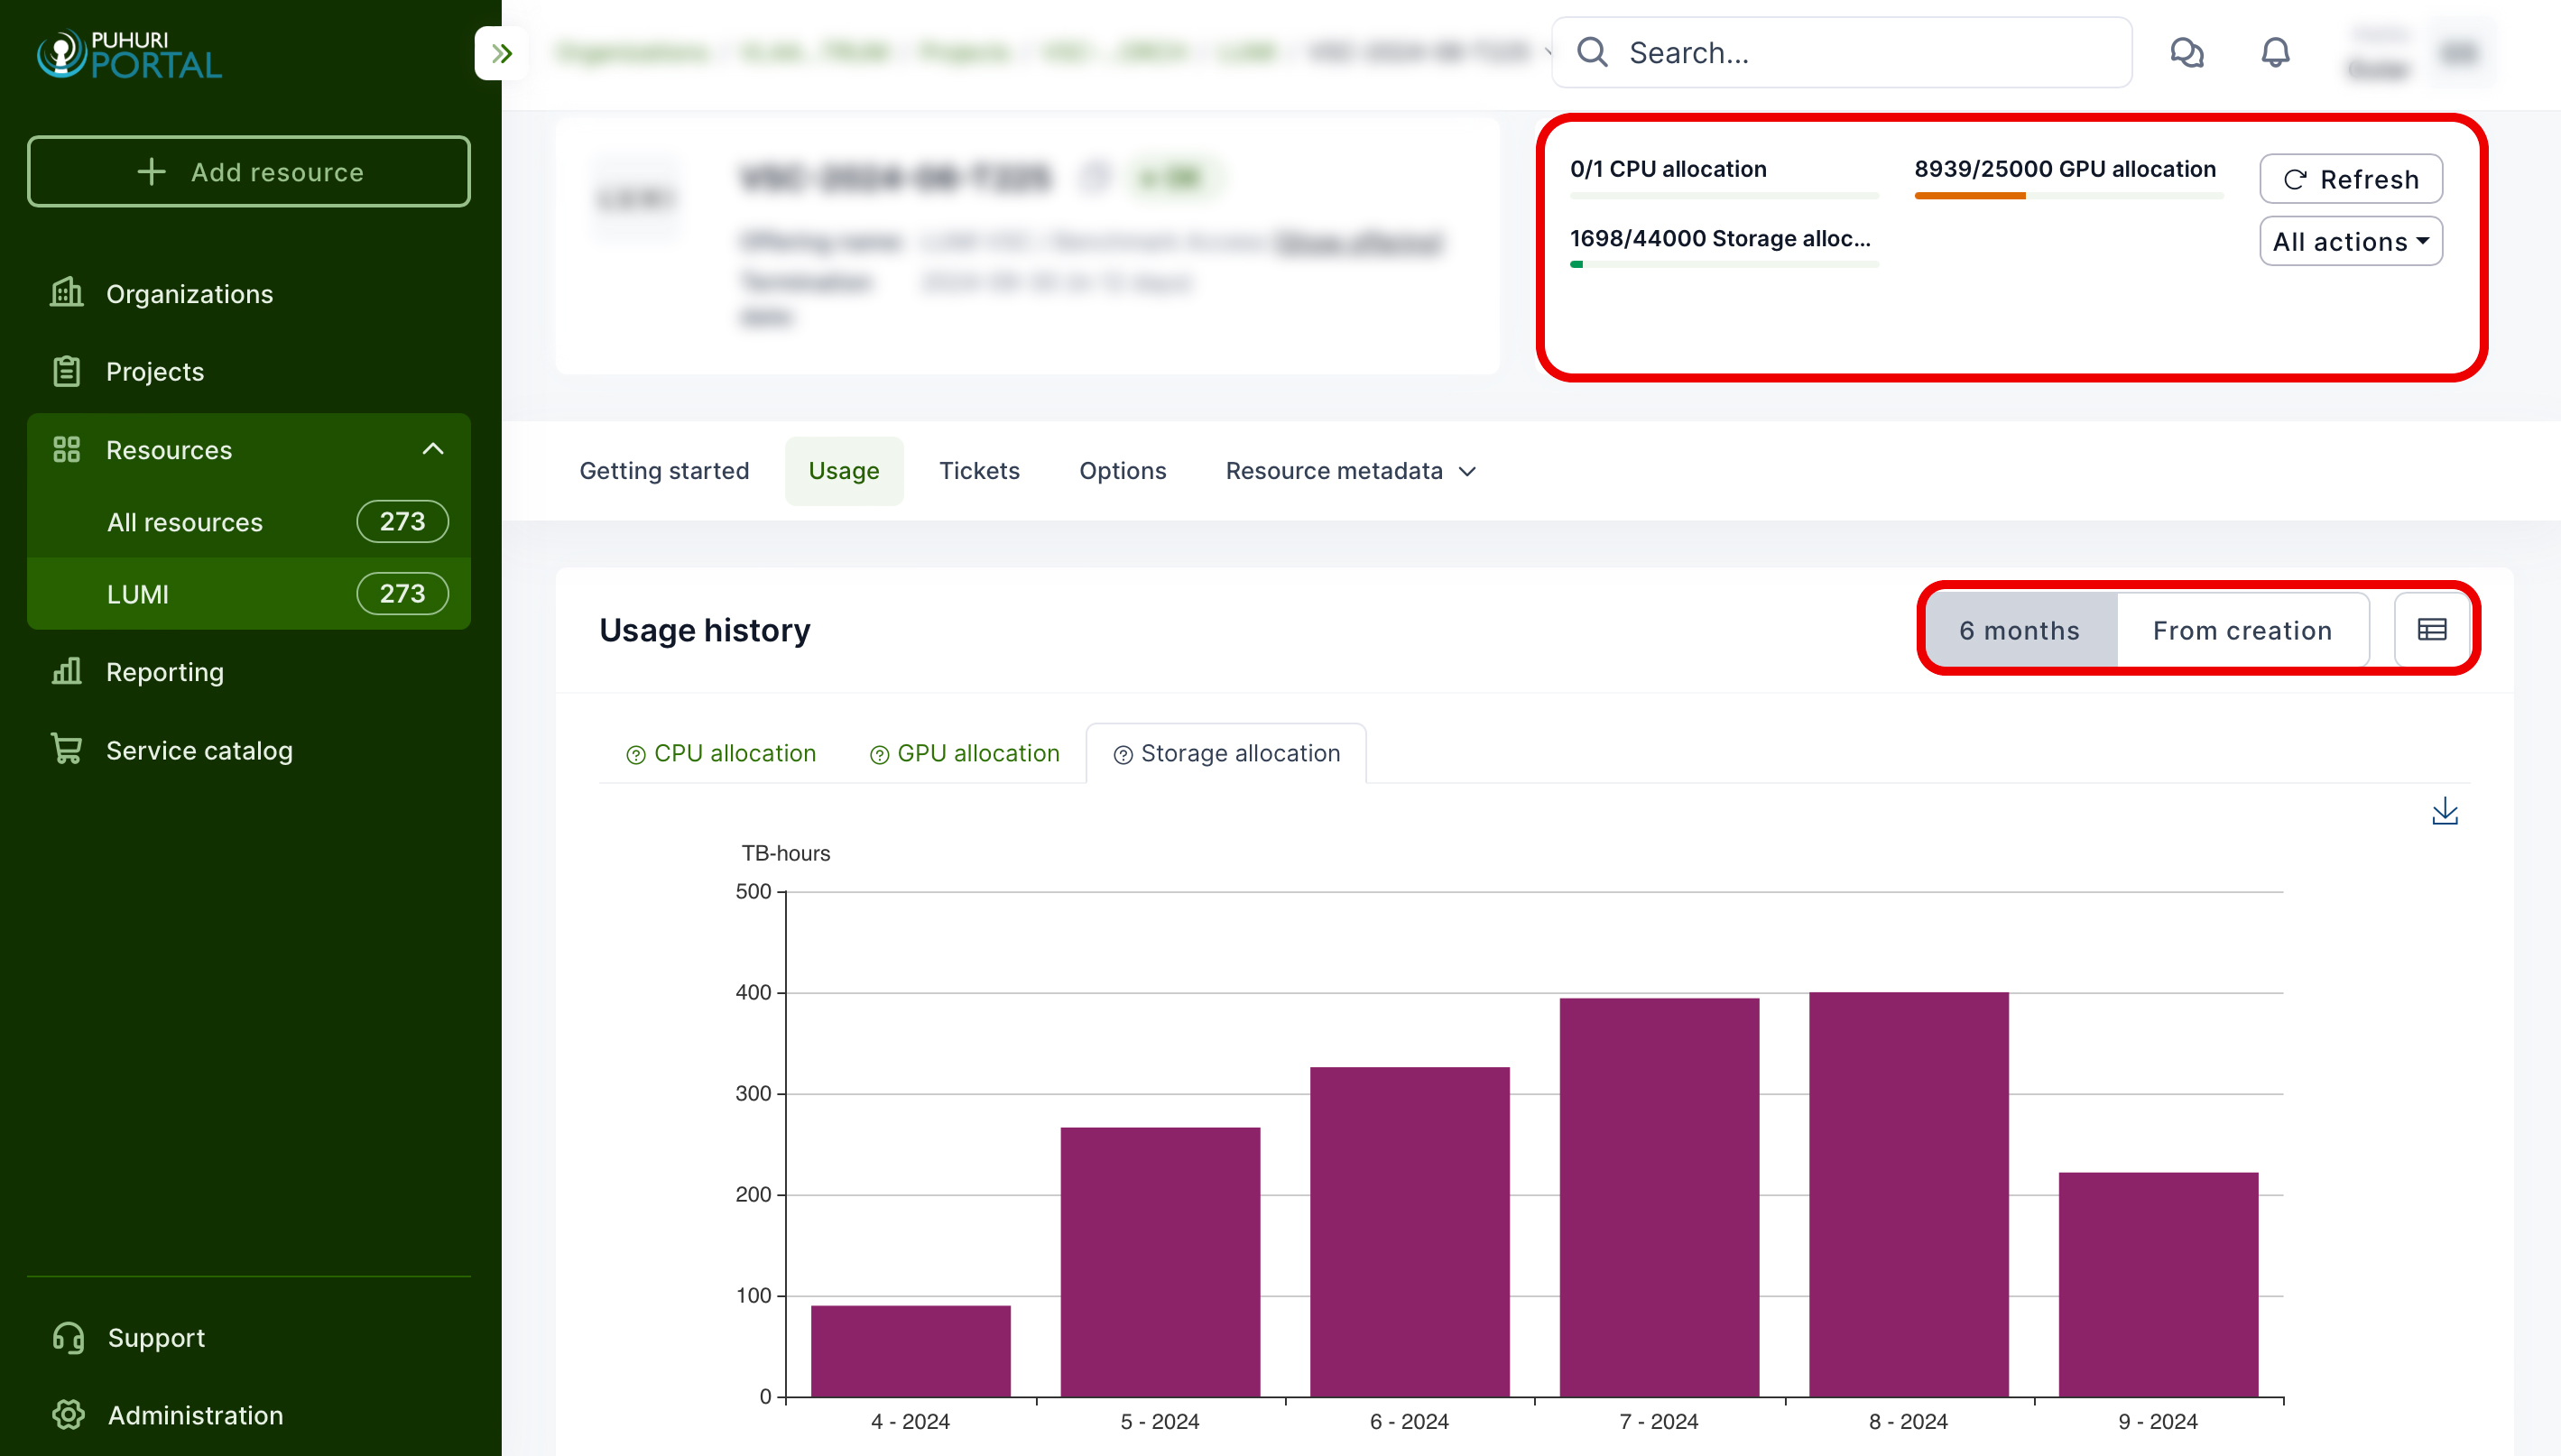 PUHURI
PORTAL
Add resource
Organizations
Projects
Resources
All resources 273
LUMI 273
Reporting
Service catalog
Support
Administration
Search...
0/1 CPU allocation
8939/25000 GPU allocation
1698/44000 Storage alloc...
Refresh
All actions
Getting started
Usage
Tickets
Options
Resource metadata
Usage history
6 months
From creation
CPU allocation
GPU allocation
Storage allocation
TB-hours
500
400
300
200
100
0
4 - 2024
5 - 2024
6 - 2024
7 - 2024
8 - 2024
9 - 2024